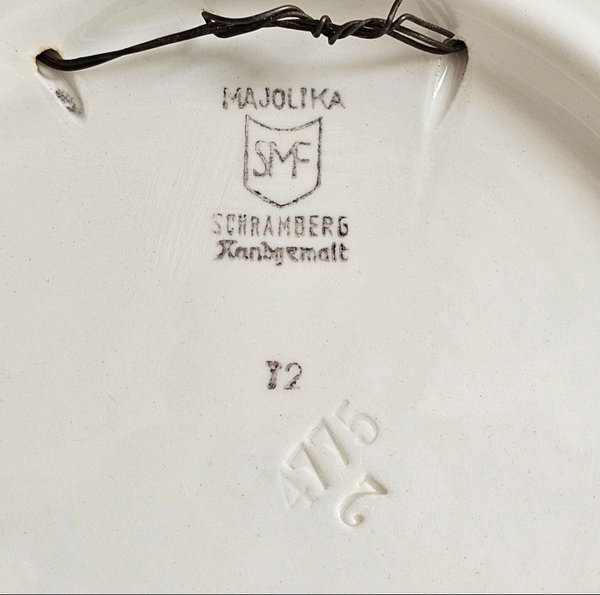 MAJOLIKA
SMF
SCHRAMBERG
Handgemalt
72
4775
2